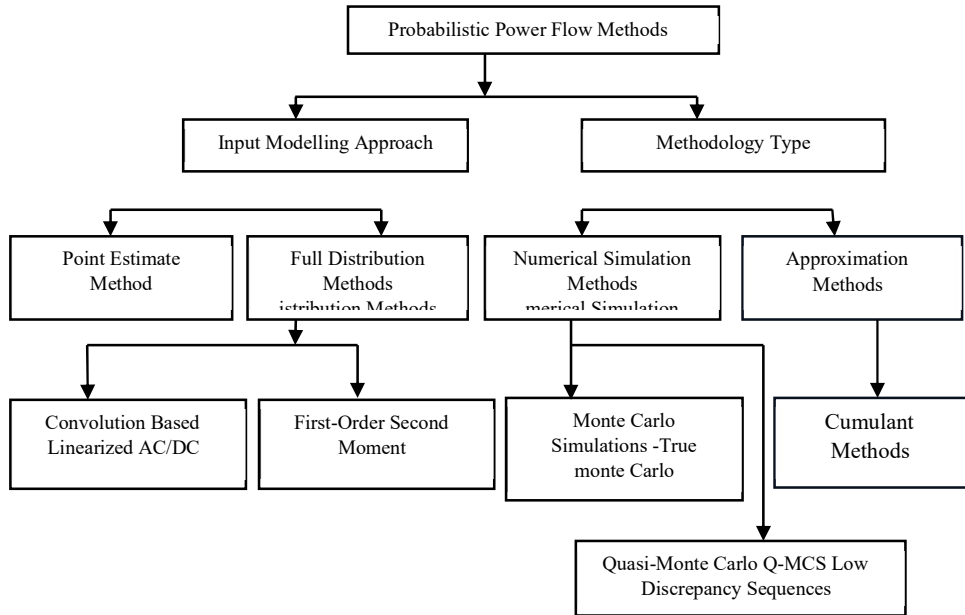 Probabilistic Power Flow Methods
Input Modelling Approach
Methodology Type
Point Estimate
Method
Full Distribution
Methods
istribution Methods
Numerical Simulation
Methods
merical Simulation
Approximation
Methods
Convolution Based
Linearized AC/DC
First-Order Second
Moment
Monte Carlo
Simulations -True
monte Carlo
Cumulant
Methods
Quasi-Monte Carlo Q-MCS Low
Discrepancy Sequences